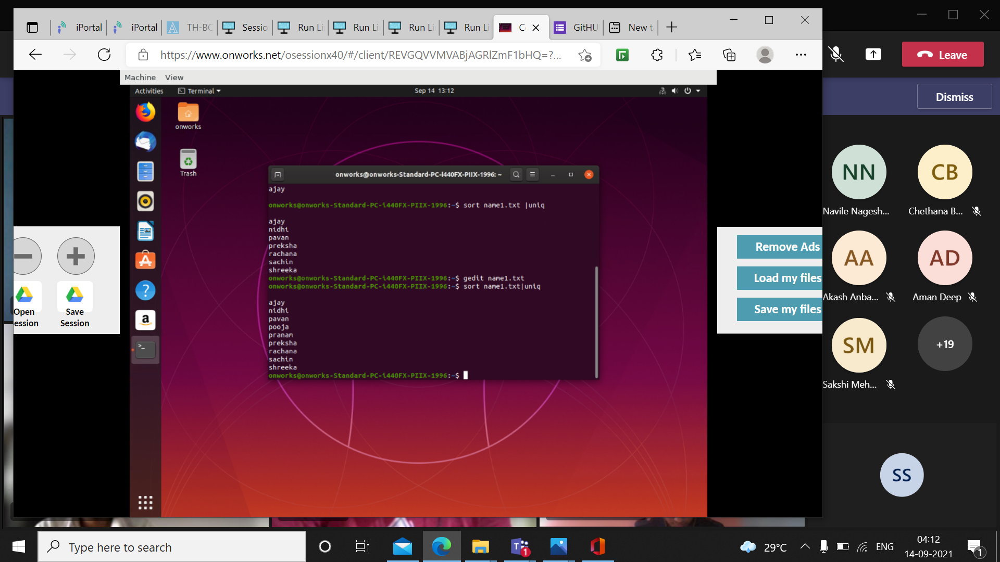 iPortal
iPortal
TH-BC
Sessio
Run Li
Run Li
Run Li
Run Li
Co
GitHU
New t
https://www.onworks.net/osessionx40/#/client/REVGQVVMVABjAGRlZmF1bHQ=?...
Leave
Machine View
Dismiss
Activities Terminal Sep 14 13:12
onworks
Trash
onworks@onworks-Standard-PC-i440FX-PIIX-1996: ~
ajay
onworks@onworks-Standard-PC-i440FX-PIIX-1996:~$ sort name1.txt |uniq
ajay
nidhi
pavan
preksha
rachana
sachin
shreeka
onworks@onworks-Standard-PC-i440FX-PIIX-1996:~$ gedit name1.txt
onworks@onworks-Standard-PC-i440FX-PIIX-1996:~$ sort name1.txt|uniq
ajay
nidhi
pavan
pooja
pranam
preksha
rachana
sachin
shreeka
onworks@onworks-Standard-PC-i440FX-PIIX-1996:~$
Open
ession
Save
Session
Remove Ads
Load my files
Save my files
NN
Navile Nagesh...
CB
Chethana B...
AA
Akash Anba...
AD
Aman Deep
SM
Sakshi Meh...
+19
SS
Type here to search
29°C
ENG
04:12
14-09-2021
1
1